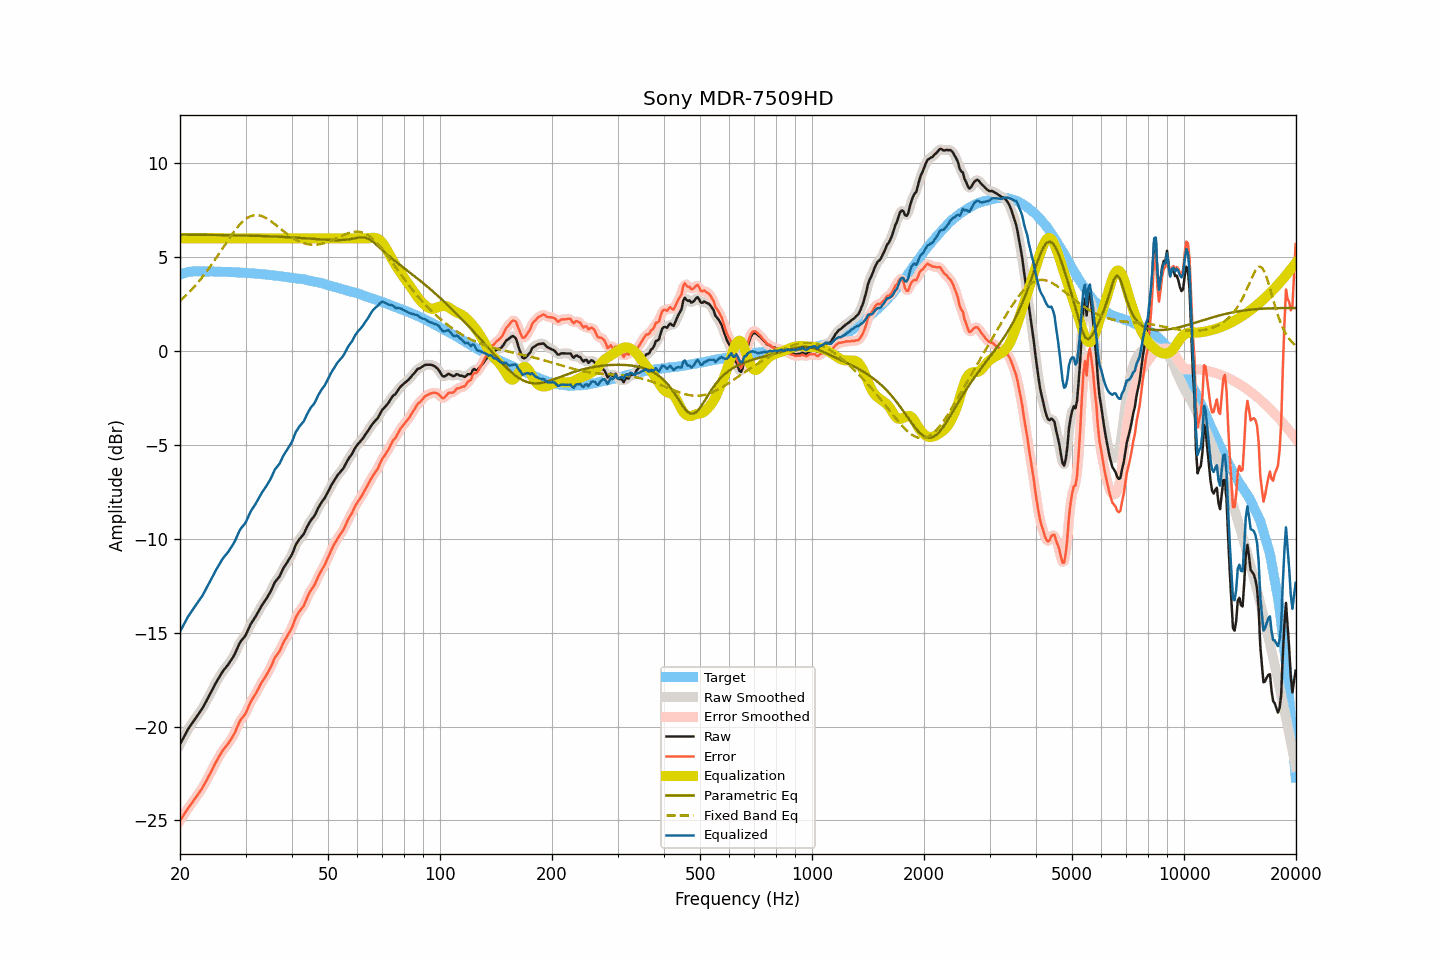 Sony MDR-7509HD
10
5
0
−5
−10
−15
−20
−25
Amplitude (dBr)
Target
Raw Smoothed
Error Smoothed
Raw
Error
Equalization
Parametric Eq
Fixed Band Eq
Equalized
20 50 100 200 500 1000 2000 5000 10000 20000
Frequency (Hz)